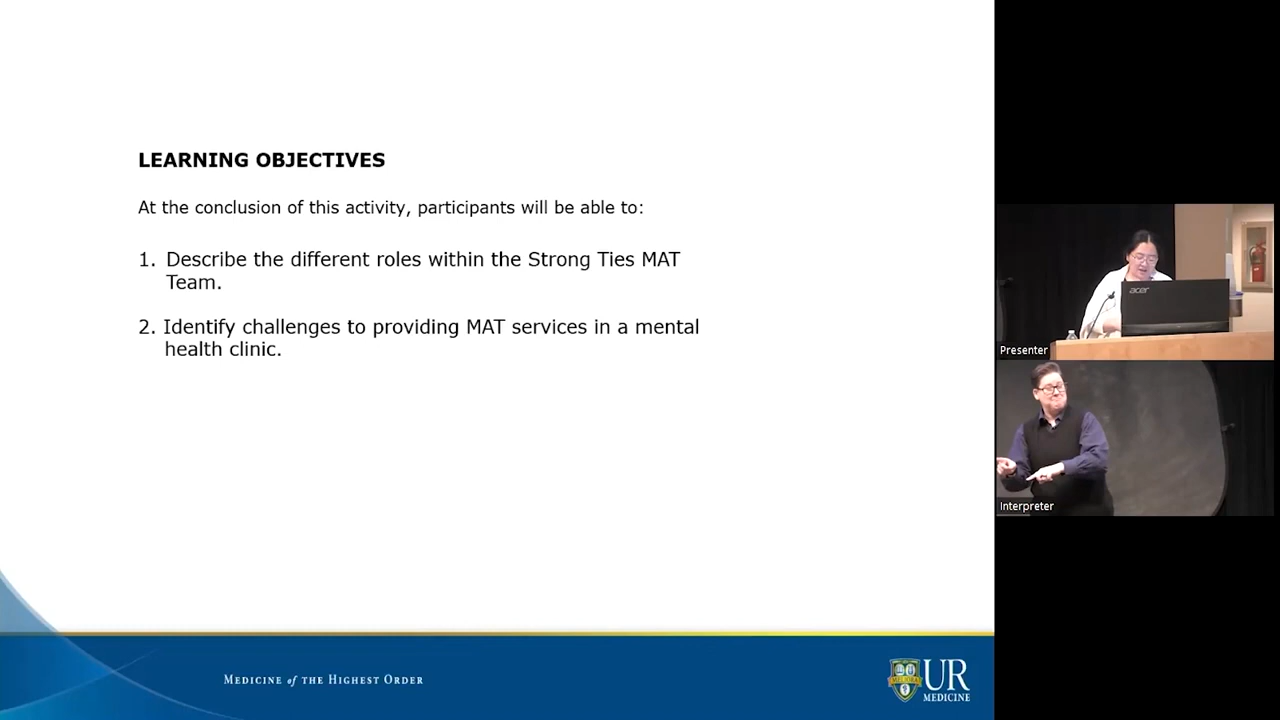 LEARNING OBJECTIVES
At the conclusion of this activity, participants will be able to:
1. Describe the different roles within the Strong Ties MAT
Team.
2. Identify challenges to providing MAT services in a mental
health clinic.
acer
Presenter
Interpreter
MEDICINE of THE HIGHEST ORDER
MELIORA
UR
MEDICINE